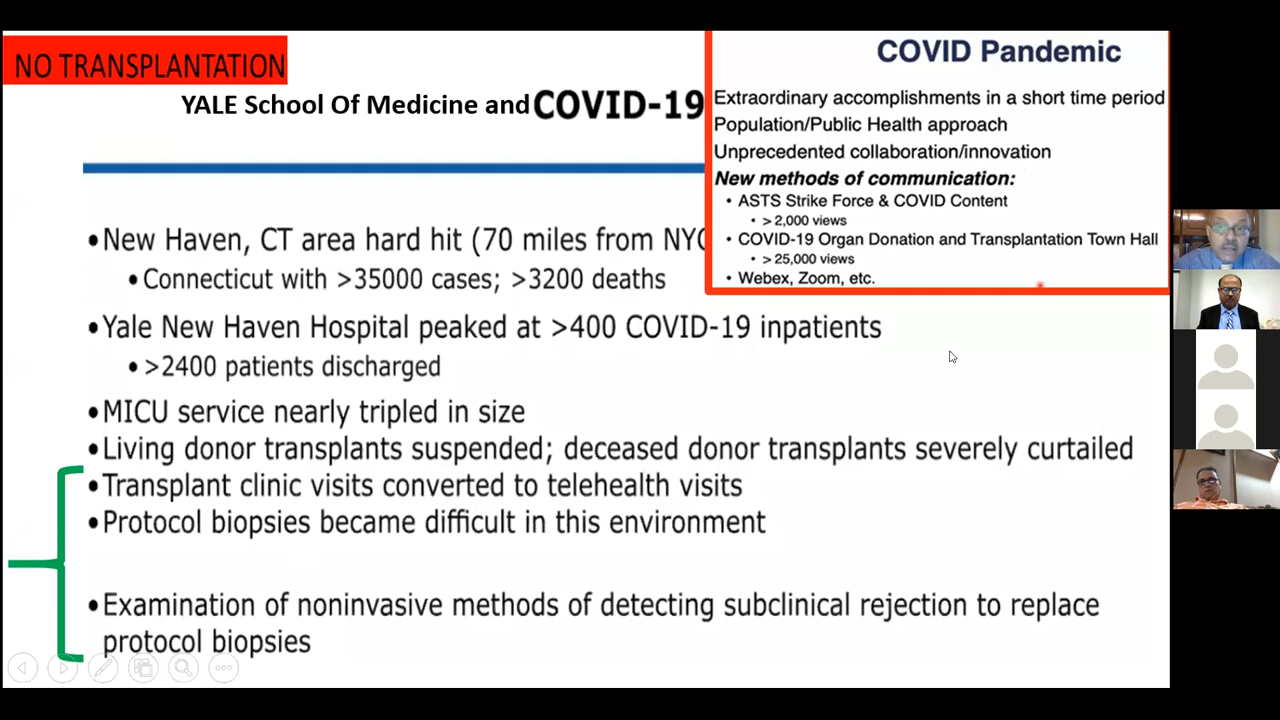 NO TRANSPLANTATION
YALE School Of Medicine and COVID-19
COVID Pandemic
Extraordinary accomplishments in a short time period
Population/Public Health approach
Unprecedented collaboration/innovation
New methods of communication:
• ASTS Strike Force & COVID Content
• > 2,000 views
• COVID-19 Organ Donation and Transplantation Town Hall
• > 25,000 views
• Webex, Zoom, etc.
•New Haven, CT area hard hit (70 miles from NYC
•Connecticut with >35000 cases; >3200 deaths
•Yale New Haven Hospital peaked at >400 COVID-19 inpatients
•>2400 patients discharged
•MICU service nearly tripled in size
•Living donor transplants suspended; deceased donor transplants severely curtailed
•Transplant clinic visits converted to telehealth visits
•Protocol biopsies became difficult in this environment
•Examination of noninvasive methods of detecting subclinical rejection to replace
protocol biopsies